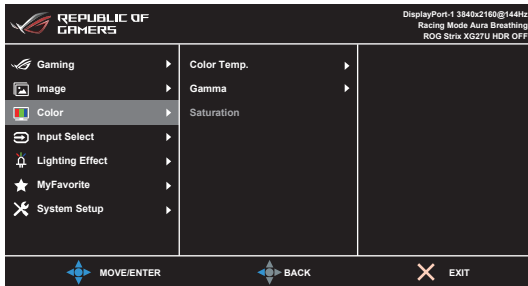 REPUBLIC OF
GAMERS
DisplayPort-1 3840x2160@144Hz
Racing Mode Aura Breathing
ROG Strix XG27U HDR OFF
Gaming
Image
Color
Input Select
Lighting Effect
MyFavorite
System Setup
Color Temp.
Gamma
Saturation
MOVE/ENTER
BACK
EXIT